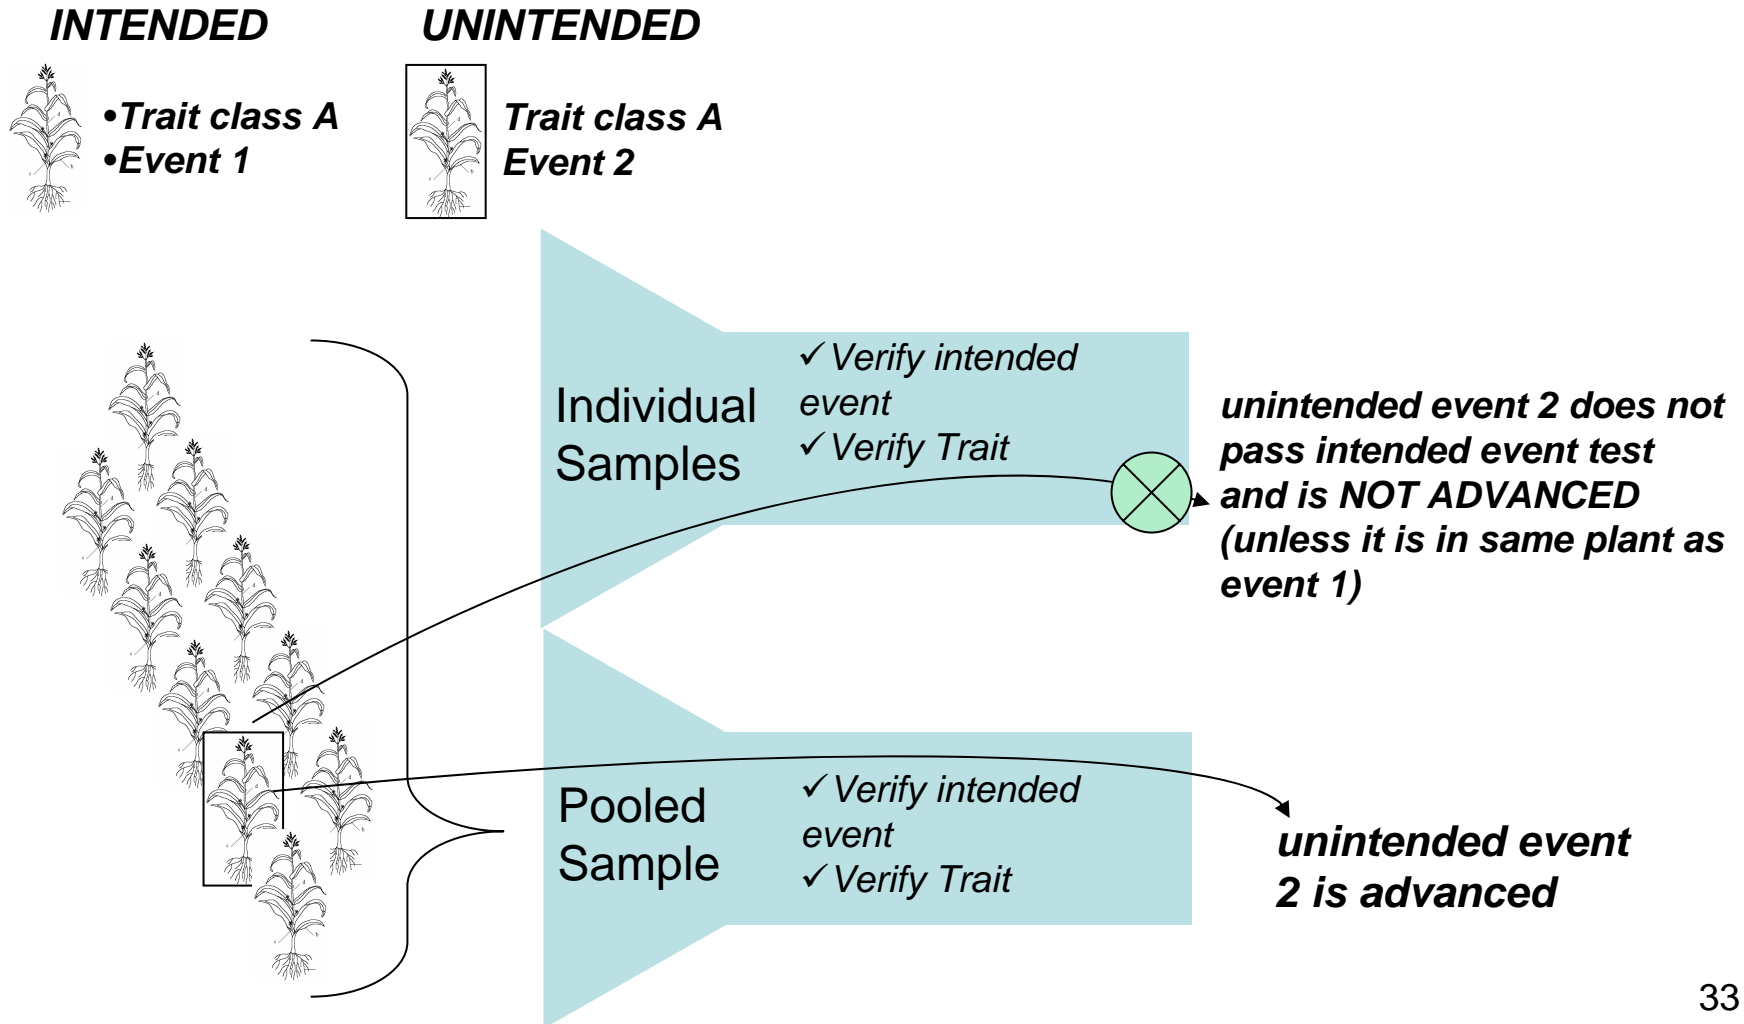 INTENDED
UNINTENDED
•Trait class A
•Event 1
Trait class A
Event 2
Individual
Samples
✓Verify intended
event
✓Verify Trait
unintended event 2 does not
pass intended event test
and is NOT ADVANCED
(unless it is in same plant as
event 1)
Pooled
Sample
✓Verify intended
event
✓Verify Trait
unintended event
2 is advanced
33